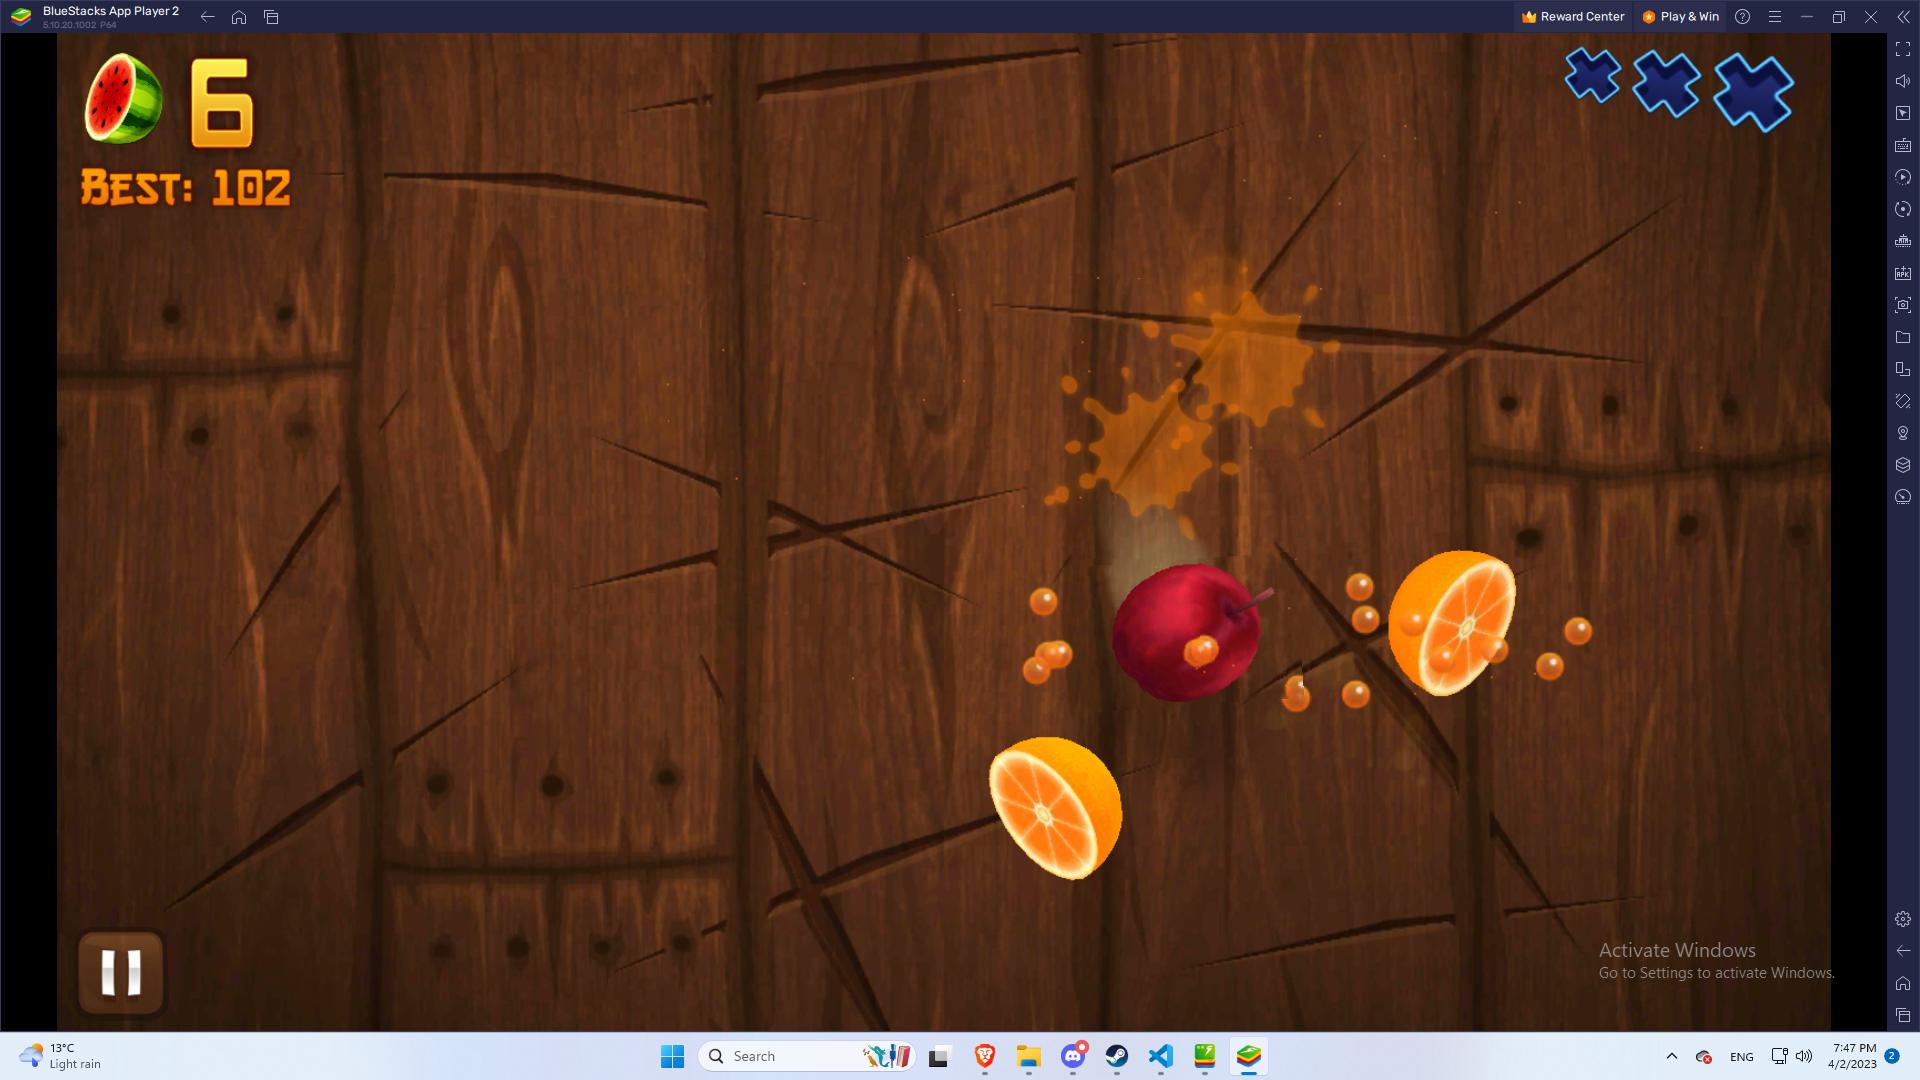 BlueStacks App Player 2
5.10.20.1002 P64
Reward Center
Play & Win
6
BEST: 102
Activate Windows
Go to Settings to activate Windows.
13°C
Light rain
Search
ENG
7:47 PM
4/2/2023
2